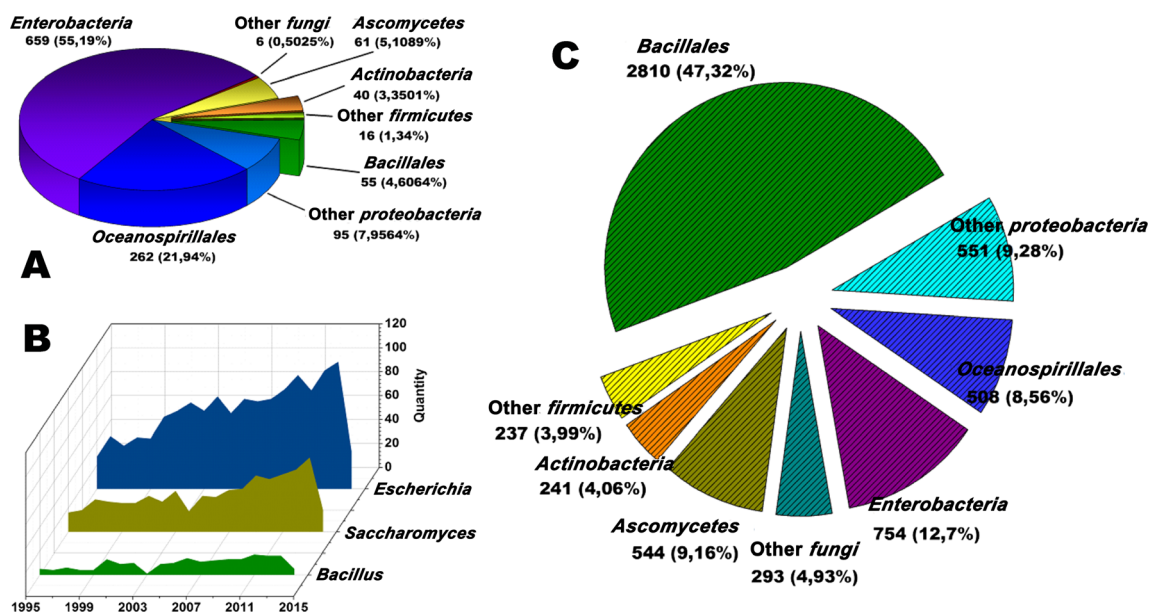 Enterobacteria
659 (55,19%)
Other fungi
6 (0,5025%)
Ascomycetes
61 (5,1089%)
Actinobacteria
40 (3,3501%)
Other firmicutes
16 (1,34%)
Bacillales
55 (4,6064%)
Other proteobacteria
95 (7,9564%)
Oceanospirillales
262 (21,94%)
A
B
120
100
80
60
40
20
0
Quantity
Escherichia
Saccharomyces
Bacillus
1995 1999 2003 2007 2011 2015
C
Bacillales
2810 (47,32%)
Other proteobacteria
551 (9,28%)
Oceanospirillales
508 (8,56%)
Enterobacteria
754 (12,7%)
Other fungi
293 (4,93%)
Ascomycetes
544 (9,16%)
Actinobacteria
241 (4,06%)
Other firmicutes
237 (3,99%)